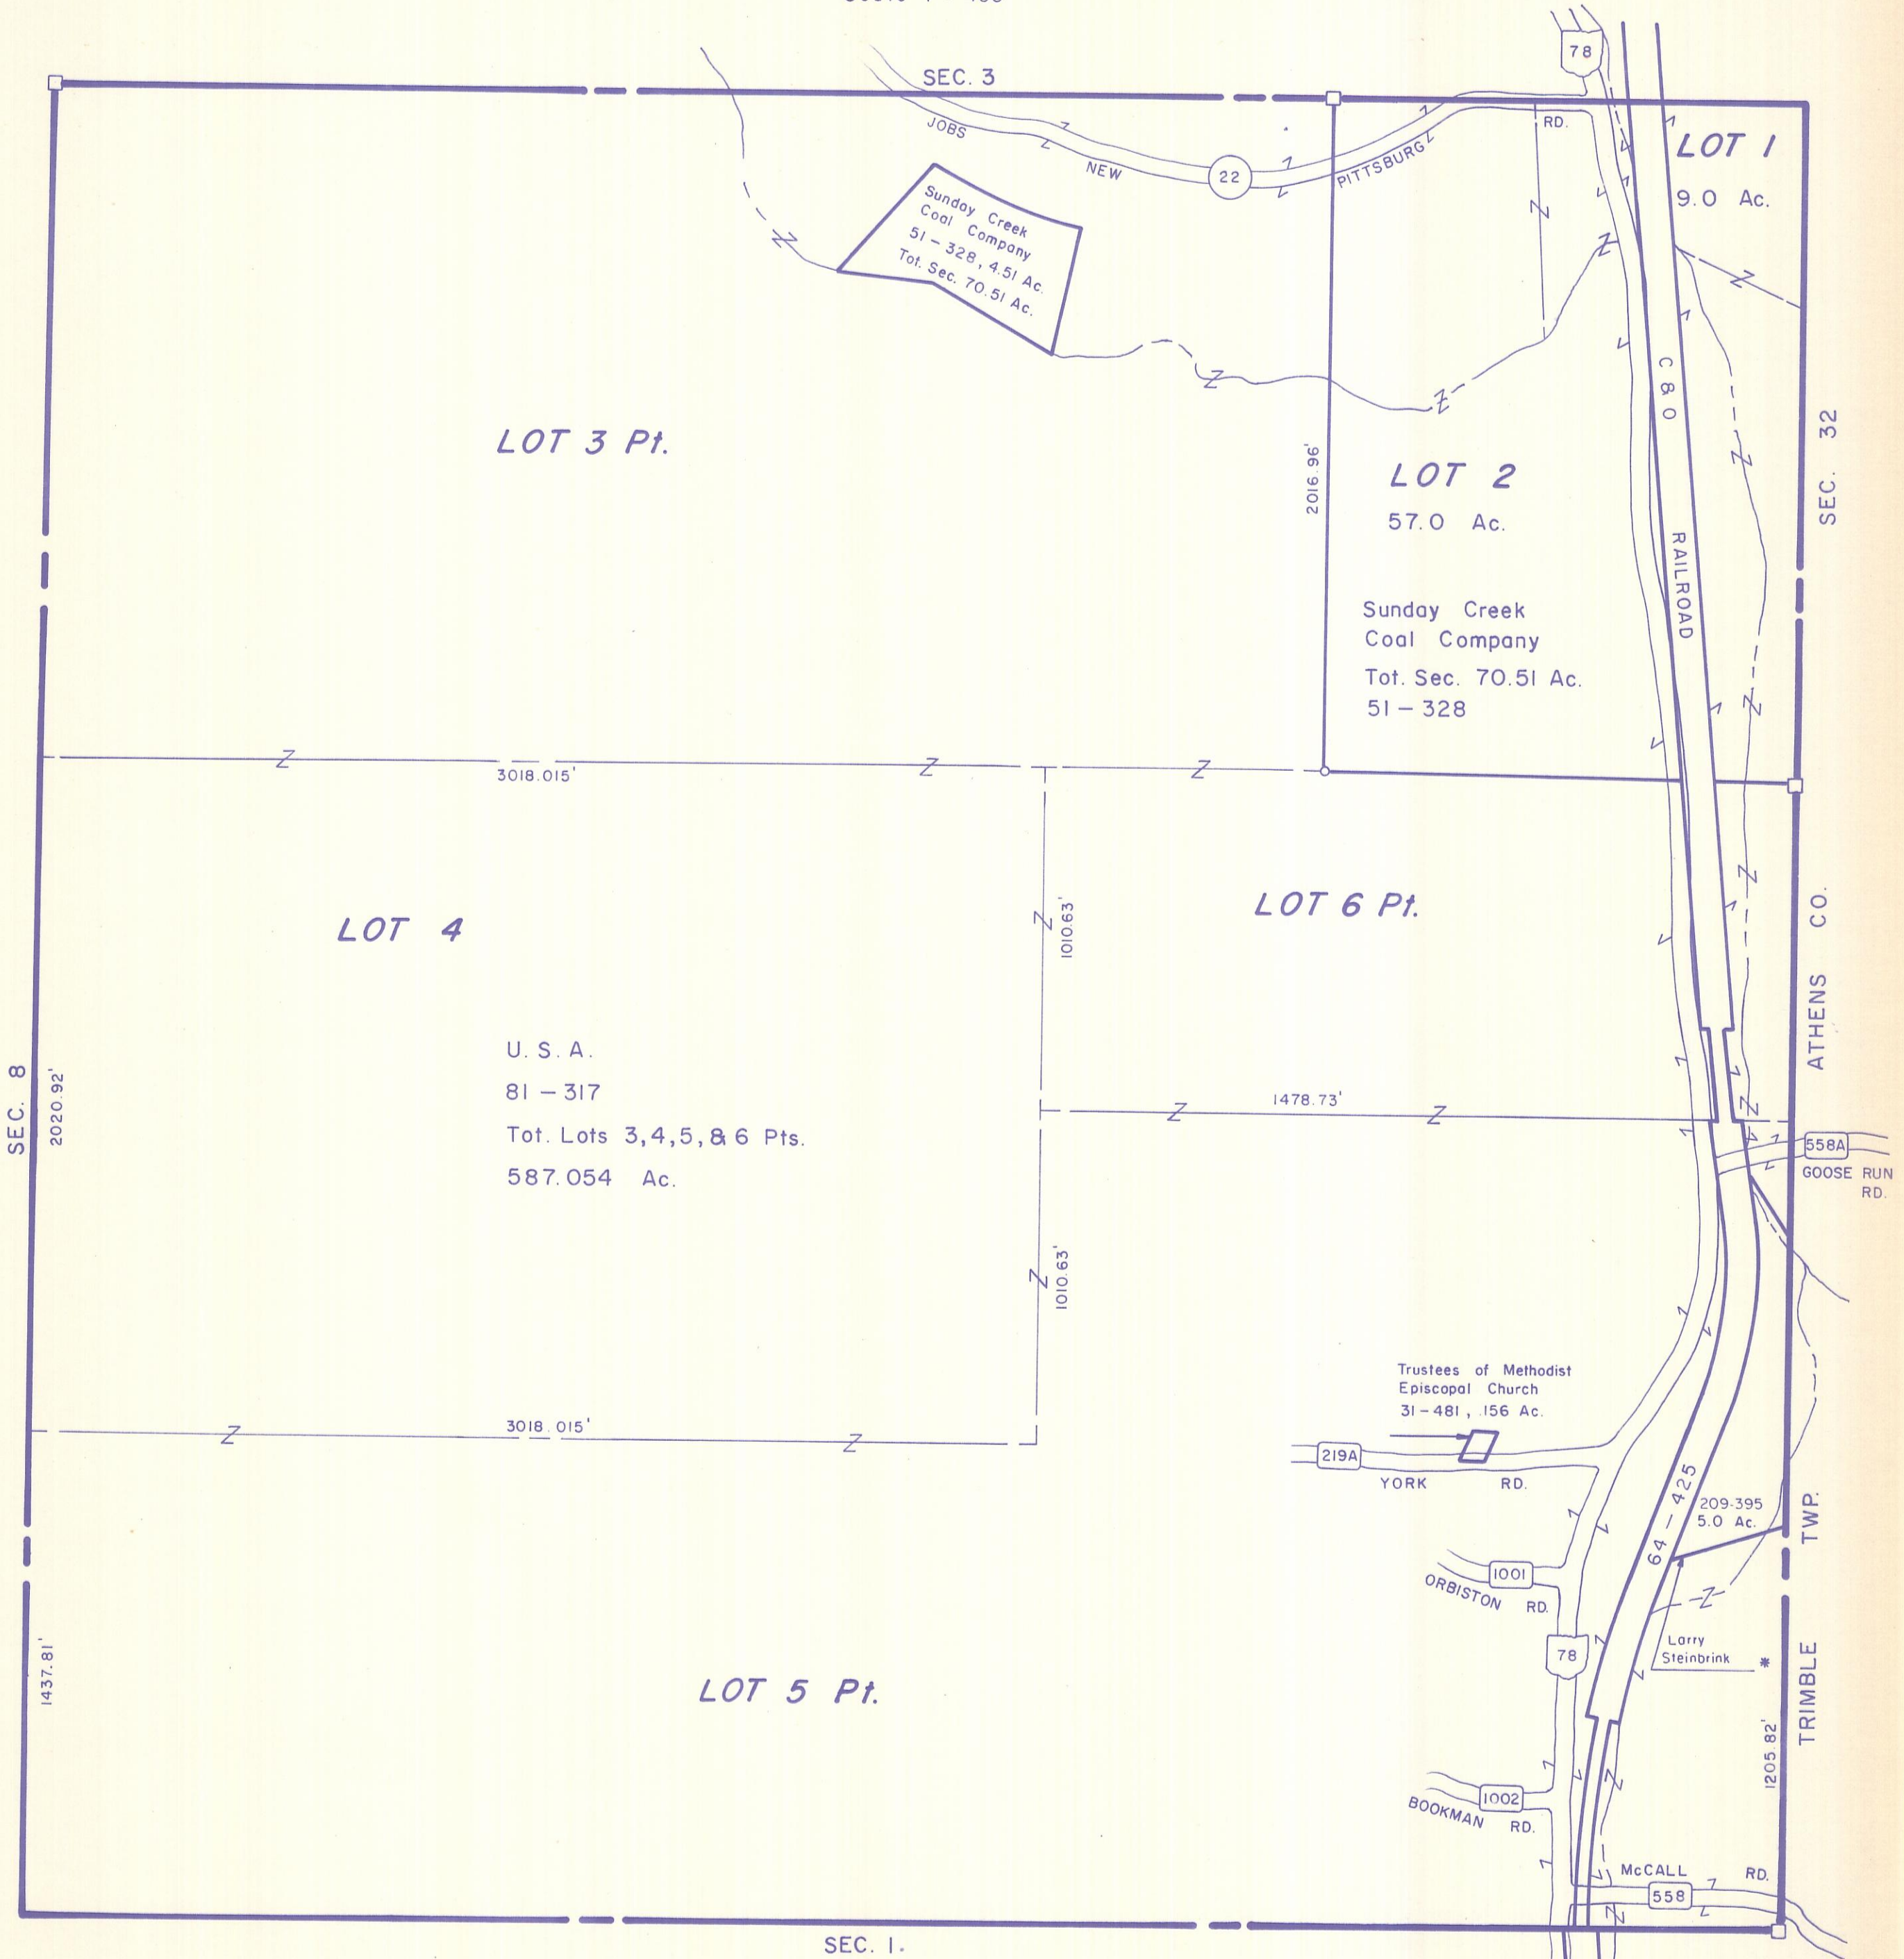 SEC. 3
78
JOBS
NEW
22
PITTSBURG
RD.
LOT 1
9.0 Ac.
Sunday Creek
Coal Company
51-328, 4.51 Ac.
Tot. Sec. 70.51 Ac.
C & O
RAILROAD
SEC. 32
LOT 3 Pt.
2016.96'
LOT 2
57.0 Ac.
Sunday Creek
Coal Company
Tot. Sec. 70.51 Ac.
51-328
3018.015'
LOT 4
1010.63'
LOT 6 Pt.
ATHENS CO.
U. S. A.
81-317
Tot. Lots 3,4,5,& 6 Pts.
587.054 Ac.
SEC. 8
2020.92'
1478.73'
558A
GOOSE RUN
RD.
1010.63'
3018.015'
Trustees of Methodist
Episcopal Church
31-481, .156 Ac.
219A
YORK RD.
64-425
209-395
5.0 Ac.
TRIMBLE TWP.
1001
ORBISTON RD.
78
Larry
Steinbrink *
1437.81'
LOT 5 Pt.
1205.82'
1002
BOOKMAN RD.
McCALL RD.
558
SEC. 1.